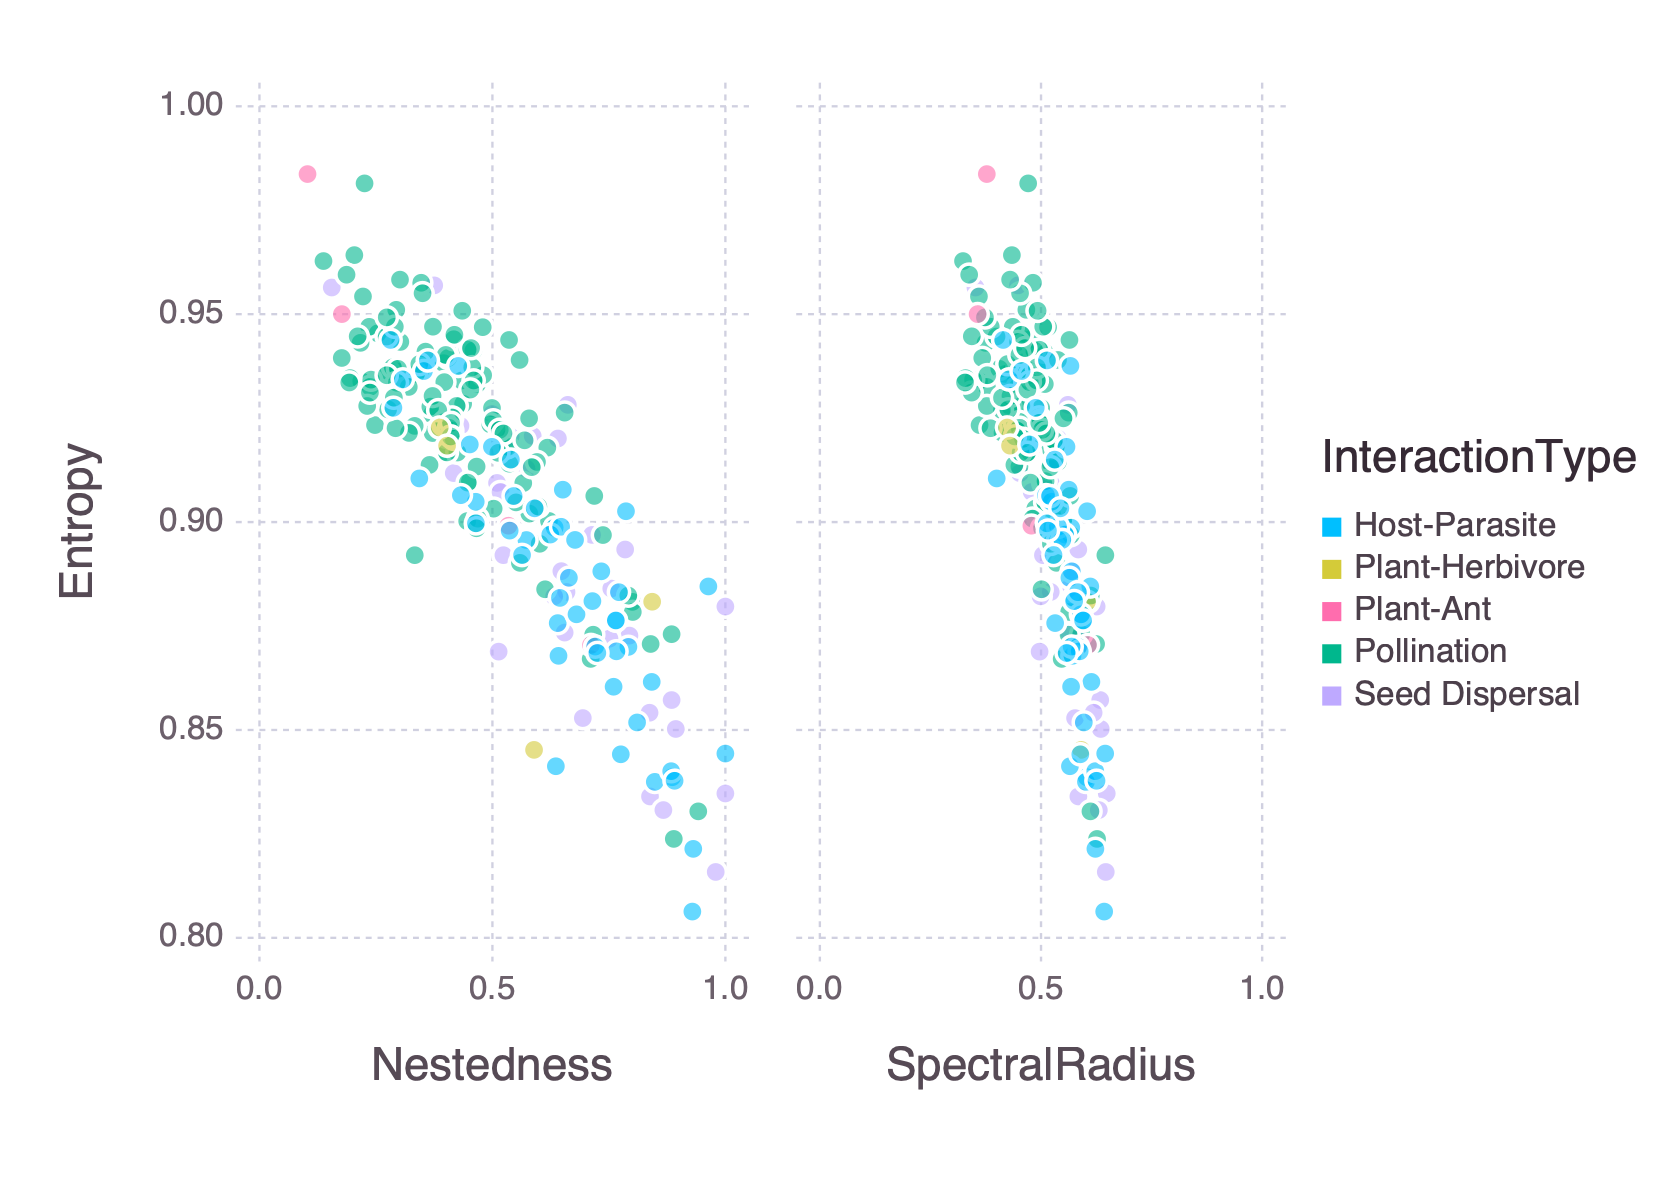 1.00
0.95
0.90
0.85
0.80
Entropy
0.0 0.5 1.0
0.0 0.5 1.0
Nestedness
SpectralRadius
InteractionType
Host-Parasite
Plant-Herbivore
Plant-Ant
Pollination
Seed Dispersal